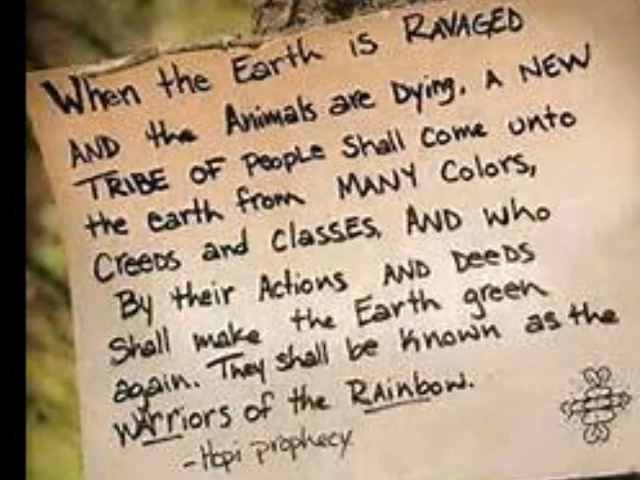 When the Earth is RAVAGED
AND the Animals are Dying, A NEW
TRIBE OF PeopLe Shall Come unto
the earth from MANY Colors,
CreeDs and ClassEs, AND who
By their Actions AND DeeDs
Shall make the Earth green
again. They shall be Known as the
WARriors of the RAinbow.
-Hopi prophecy